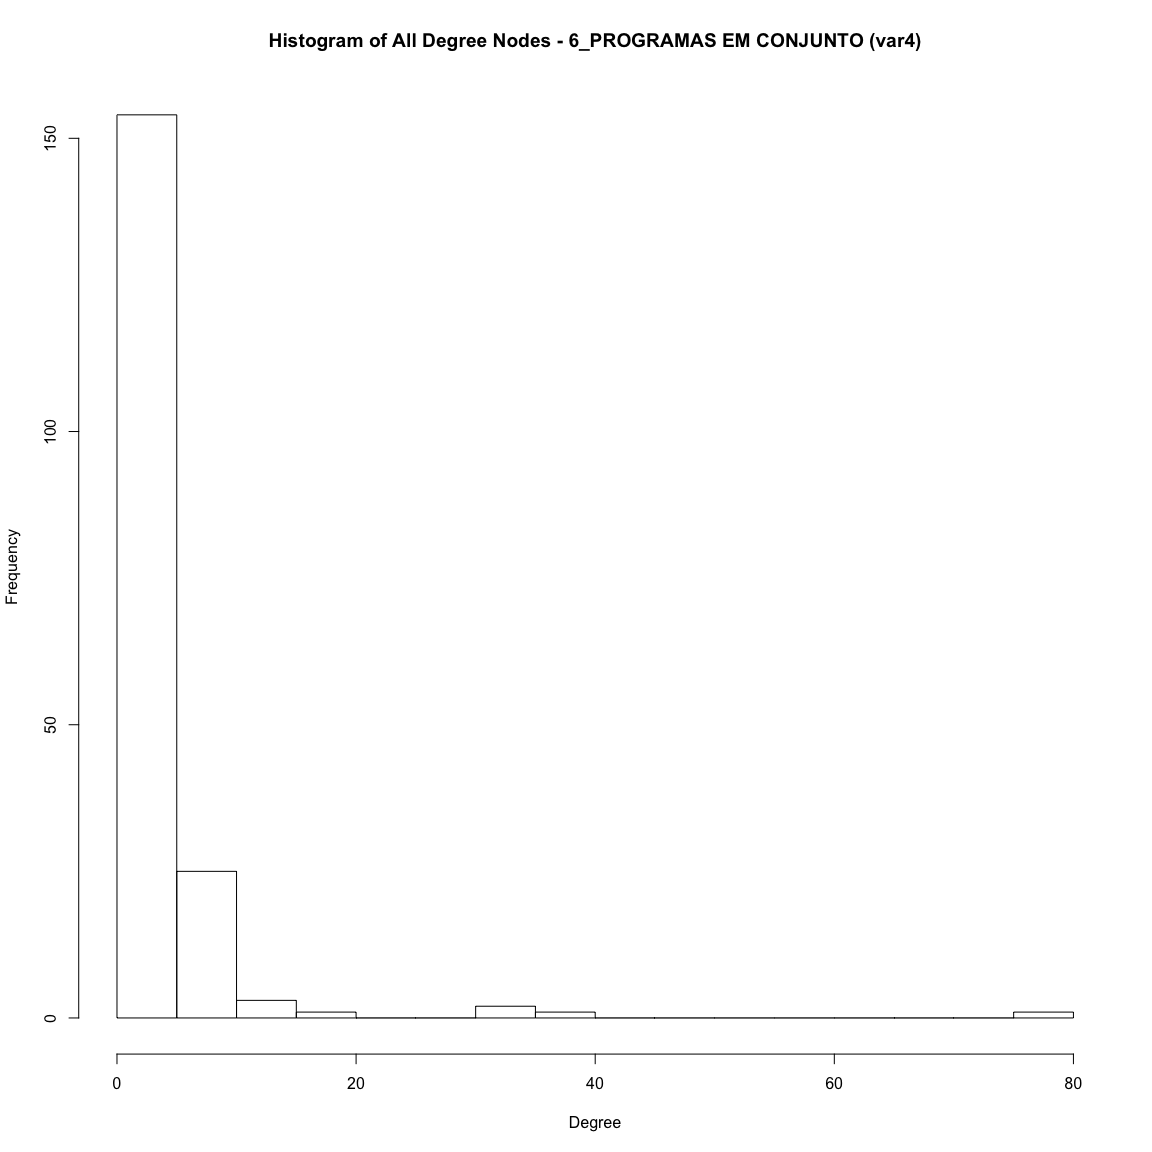 Histogram of All Degree Nodes - 6_PROGRAMAS EM CONJUNTO (var4)
Frequency
150
100
50
0
0 20 40 60 80
Degree